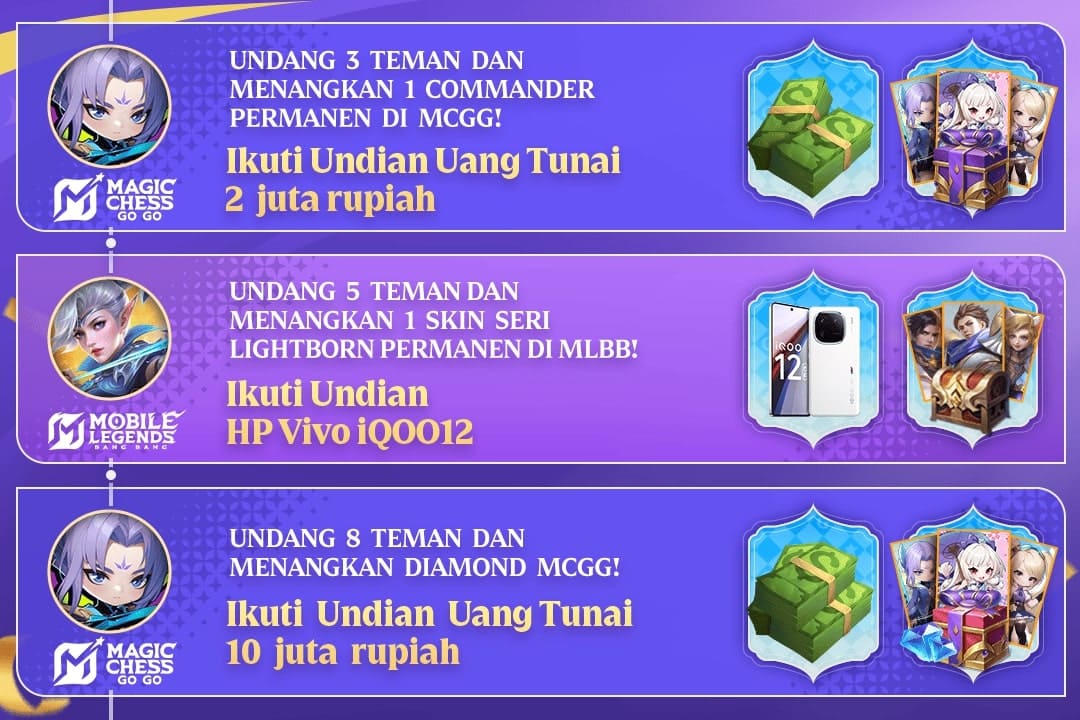 UNDANG 3 TEMAN DAN
MENANGKAN 1 COMMANDER
PERMANEN DI MCGG!
Ikuti Undian Uang Tunai
2 juta rupiah
MAGIC
CHESS
GO GO
UNDANG 5 TEMAN DAN
MENANGKAN 1 SKIN SERI
LIGHTBORN PERMANEN DI MLBB!
Ikuti Undian
HP Vivo iQOO12
MOBILE
LEGENDS
BANG BANG
iQOO
12
UNDANG 8 TEMAN DAN
MENANGKAN DIAMOND MCGG!
Ikuti Undian Uang Tunai
10 juta rupiah
MAGIC
CHESS
GO GO